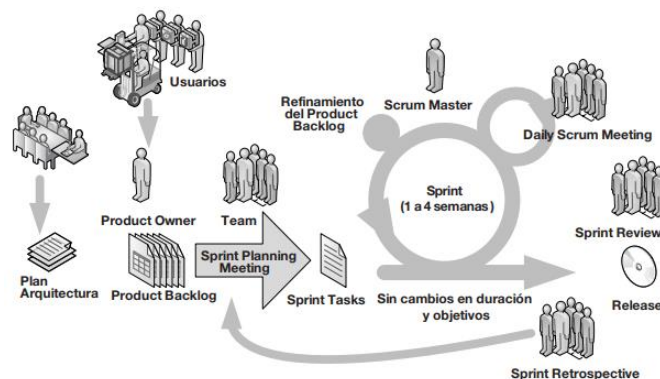 Usuarios
Refinamiento
del Product
Backlog
Scrum Master
Daily Scrum Meeting
Product Owner
Team
Sprint
(1 a 4 semanas)
Sprint Review
Plan
Arquitectura
Product Backlog
Sprint Planning
Meeting
Sprint Tasks
Sin cambios en duración
y objetivos
Release
Sprint Retrospective